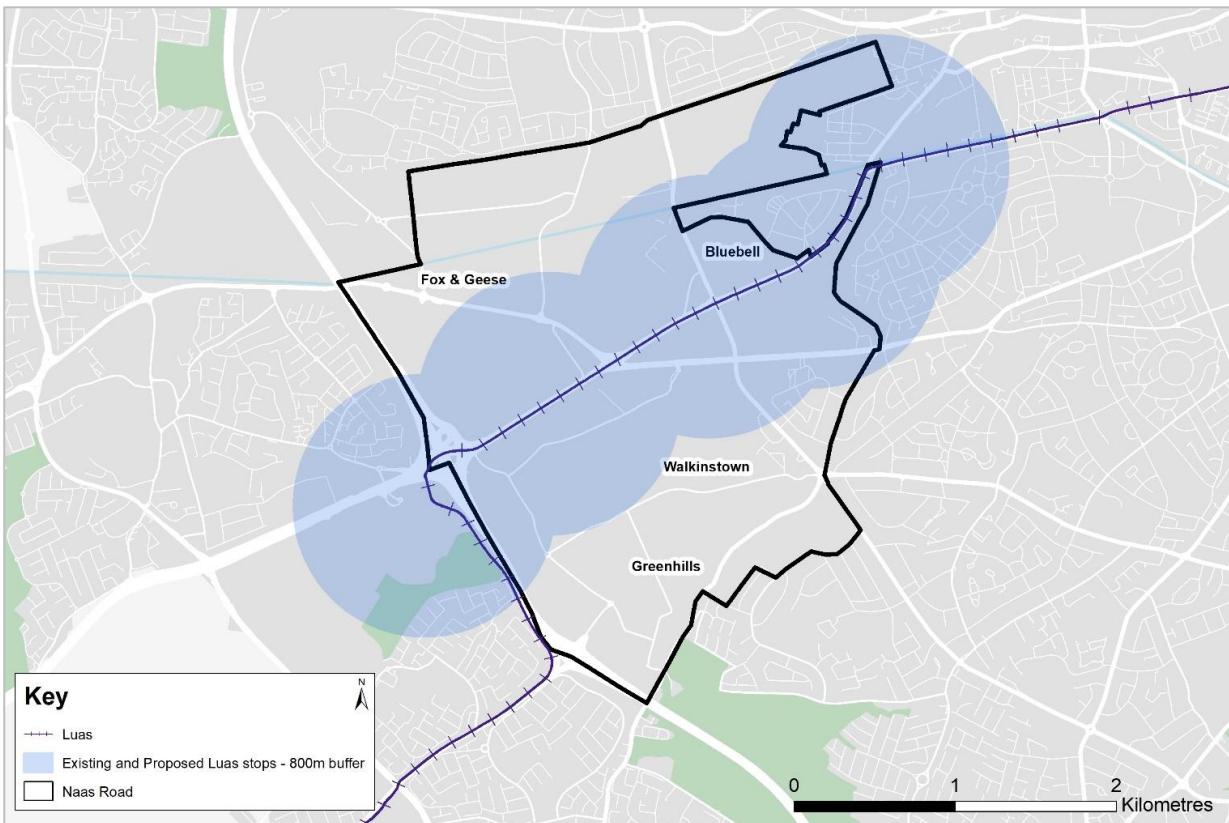 Bluebell
Fox & Geese
Walkinstown
Greenhills
Key
N
Luas
Existing and Proposed Luas stops - 800m buffer
Naas Road
0 1 2
Kilometres